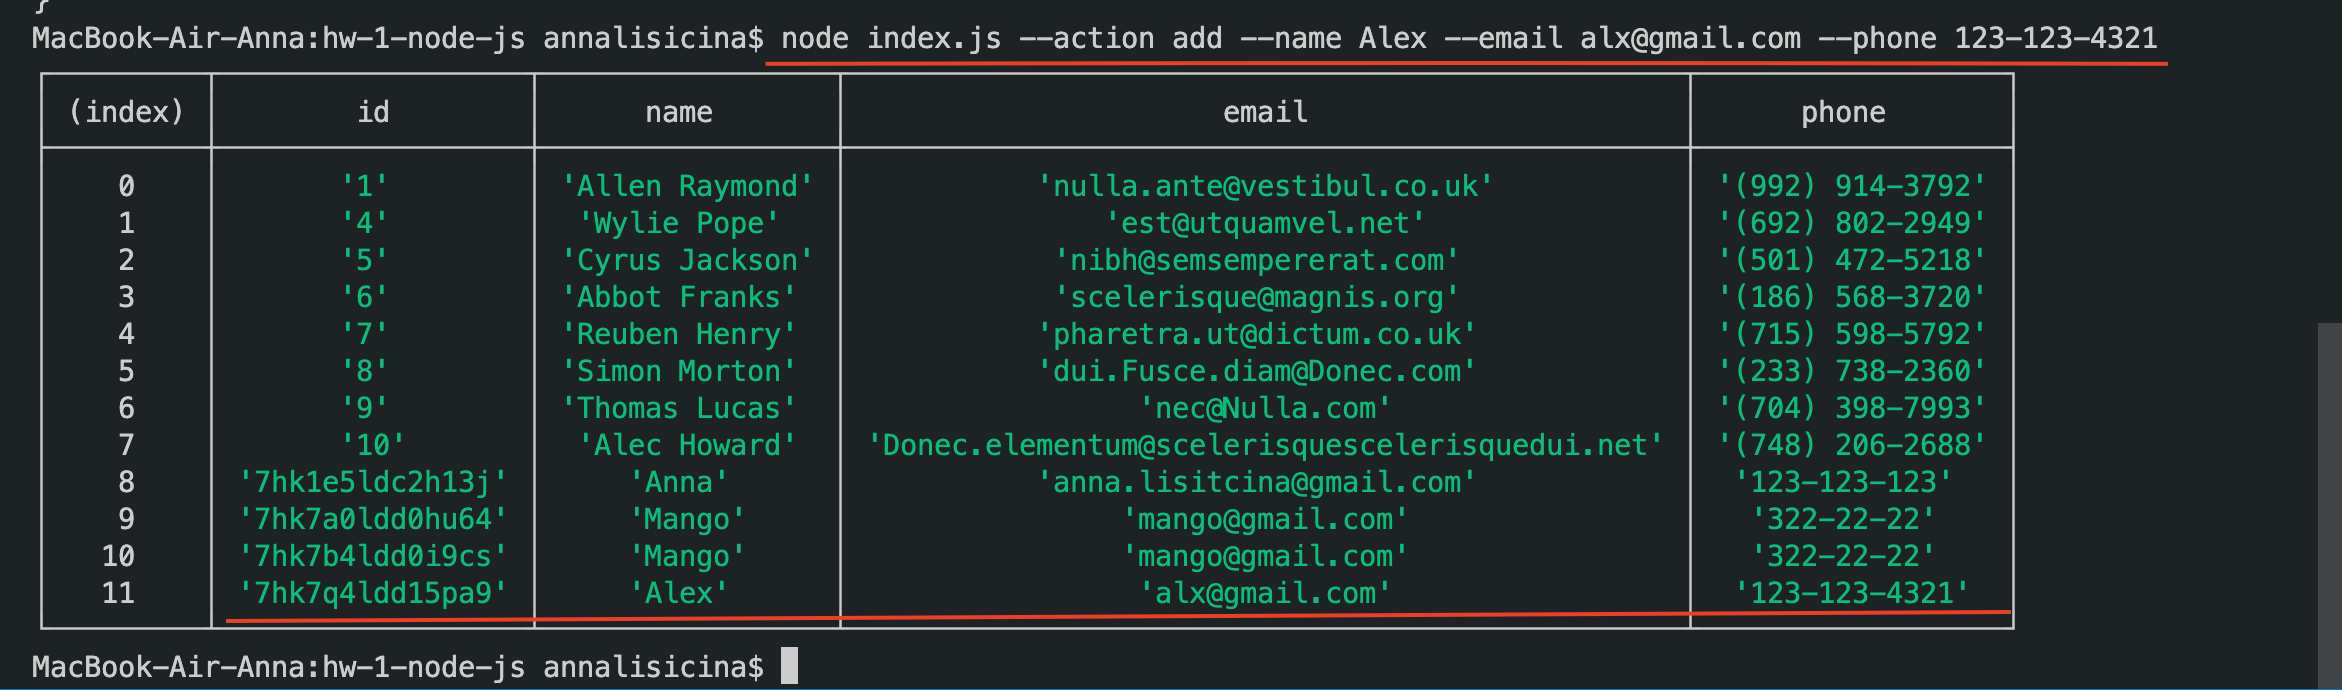 }
MacBook-Air-Anna:hw-1-node-js annalisicina$ node index.js --action add --name Alex --email alx@gmail.com --phone 123-123-4321
(index) id name email phone
0 '1' 'Allen Raymond' 'nulla.ante@vestibul.co.uk' '(992) 914-3792'
1 '4' 'Wylie Pope' 'est@utquamvel.net' '(692) 802-2949'
2 '5' 'Cyrus Jackson' 'nibh@semsempererat.com' '(501) 472-5218'
3 '6' 'Abbot Franks' 'scelerisque@magnis.org' '(186) 568-3720'
4 '7' 'Reuben Henry' 'pharetra.ut@dictum.co.uk' '(715) 598-5792'
5 '8' 'Simon Morton' 'dui.Fusce.diam@Donec.com' '(233) 738-2360'
6 '9' 'Thomas Lucas' 'nec@Nulla.com' '(704) 398-7993'
7 '10' 'Alec Howard' 'Donec.elementum@scelerisquescelerisquedui.net' '(748) 206-2688'
8 '7hk1e5ldc2h13j' 'Anna' 'anna.lisitcina@gmail.com' '123-123-123'
9 '7hk7a0ldd0hu64' 'Mango' 'mango@gmail.com' '322-22-22'
10 '7hk7b4ldd0i9cs' 'Mango' 'mango@gmail.com' '322-22-22'
11 '7hk7q4ldd15pa9' 'Alex' 'alx@gmail.com' '123-123-4321'
MacBook-Air-Anna:hw-1-node-js annalisicina$